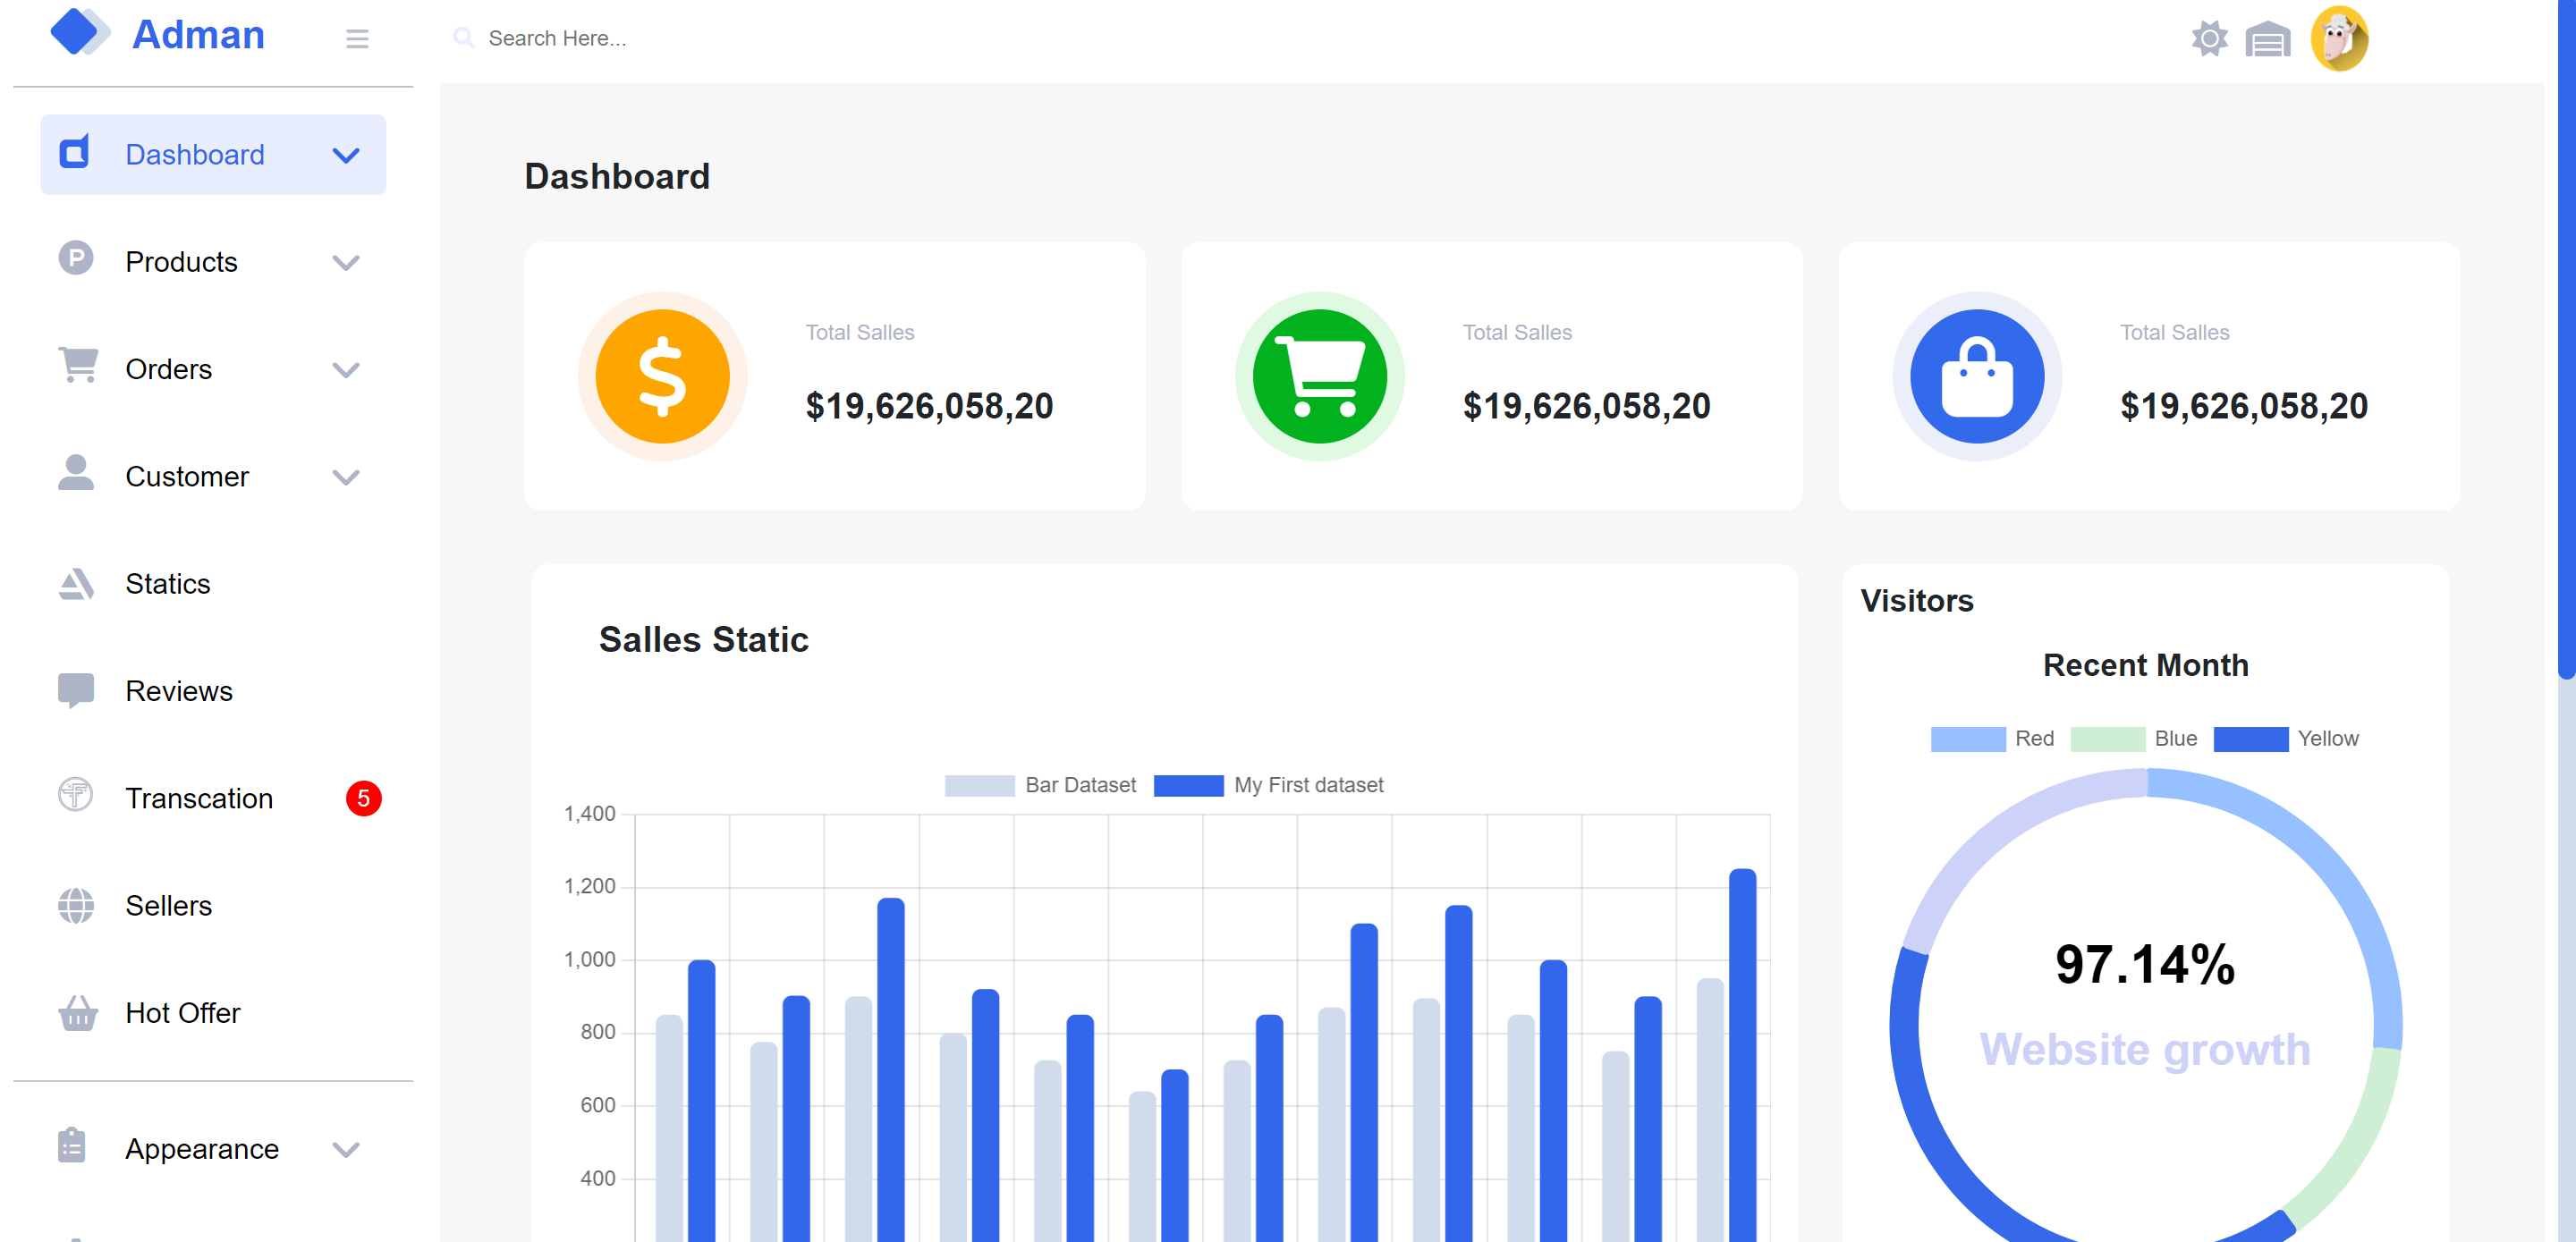 Adman
Search Here...
Dashboard
Products
Orders
Customer
Statics
Reviews
Transcation
5
Sellers
Hot Offer
Appearance
Dashboard
Total Salles
$19,626,058,20
Total Salles
$19,626,058,20
Total Salles
$19,626,058,20
Salles Static
Bar Dataset
My First dataset
1,400
1,200
1,000
800
600
400
Visitors
Recent Month
Red
Blue
Yellow
97.14%
Website growth